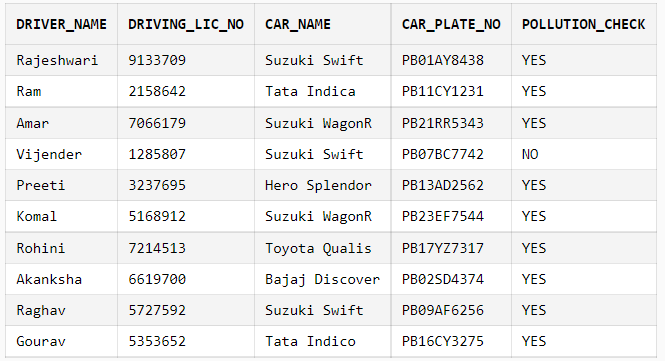 DRIVER_NAME DRIVING_LIC_NO CAR_NAME CAR_PLATE_NO POLLUTION_CHECK
Rajeshwari 9133709 Suzuki Swift PB01AY8438 YES
Ram 2158642 Tata Indica PB11CY1231 YES
Amar 7066179 Suzuki WagonR PB21RR5343 YES
Vijender 1285807 Suzuki Swift PB07BC7742 NO
Preeti 3237695 Hero Splendor PB13AD2562 YES
Komal 5168912 Suzuki WagonR PB23EF7544 YES
Rohini 7214513 Toyota Qualis PB17YZ7317 YES
Akanksha 6619700 Bajaj Discover PB02SD4374 YES
Raghav 5727592 Suzuki Swift PB09AF6256 YES
Gourav 5353652 Tata Indico PB16CY3275 YES